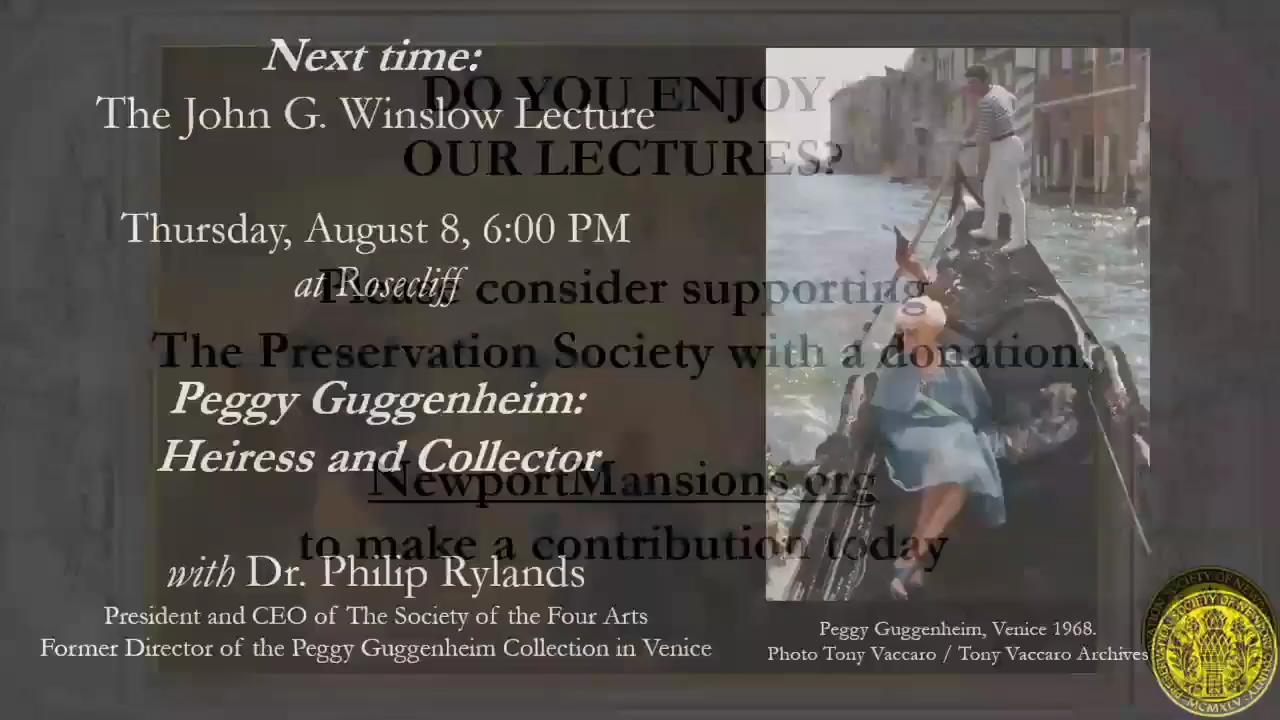 Next time:
The John G. Winslow Lecture
Thursday, August 8, 6:00 PM
at Rosecliff
Peggy Guggenheim:
Heiress and Collector
with Dr. Philip Rylands
President and CEO of The Society of the Four Arts
Former Director of the Peggy Guggenheim Collection in Venice
DO YOU ENJOY
OUR LECTURES?
Please consider supporting
The Preservation Society with a donation!
NewportMansions.org
to make a contribution today
Peggy Guggenheim, Venice 1968.
Photo Tony Vaccaro / Tony Vaccaro Archives
MCMXLV